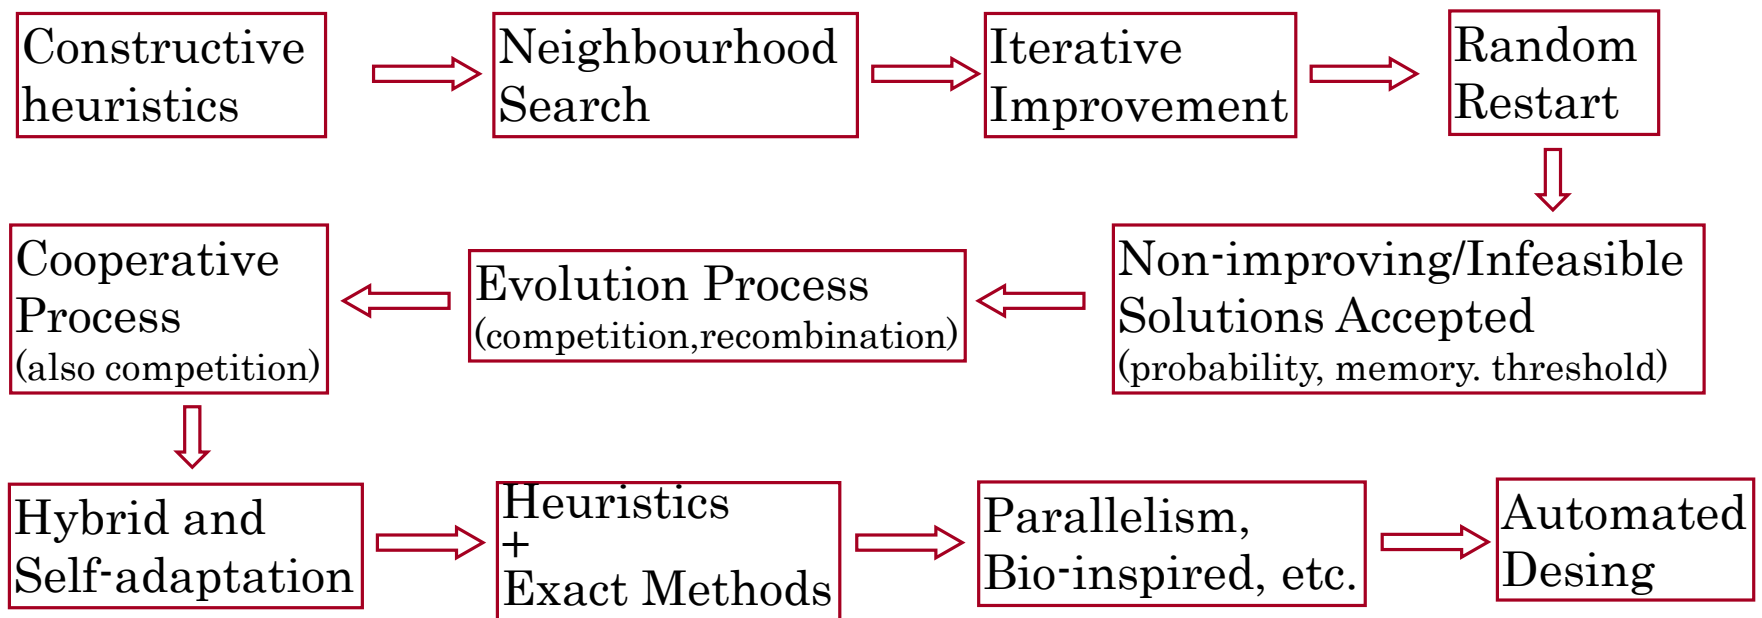 Constructive
heuristics
Neighbourhood
Search
Iterative
Improvement
Random
Restart
Non-improving/Infeasible
Solutions Accepted
(probability, memory. threshold)
Evolution Process
(competition,recombination)
Cooperative
Process
(also competition)
Hybrid and
Self-adaptation
Heuristics
+
Exact Methods
Parallelism,
Bio-inspired, etc.
Automated
Desing